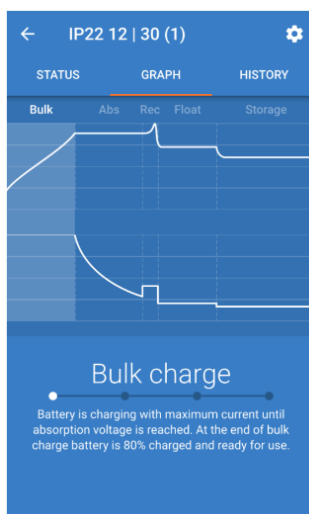 IP22 12 | 30 (1)
STATUS GRAPH HISTORY
Bulk Abs Rec Float Storage
Bulk charge
Battery is charging with maximum current until
absorption voltage is reached. At the end of bulk
charge battery is 80% charged and ready for use.